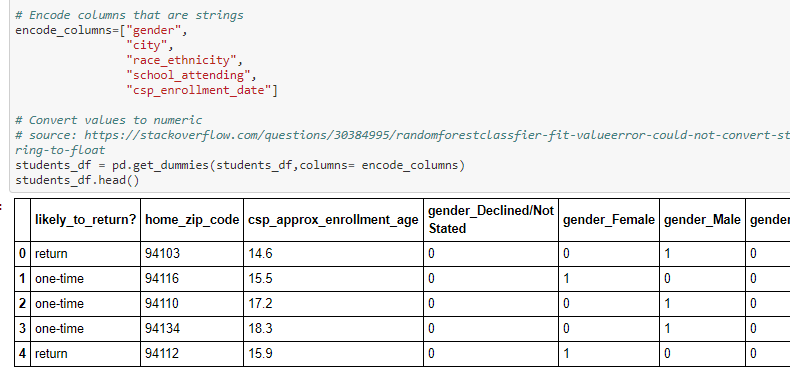 # Encode columns that are strings
encode_columns=["gender",
"city",
"race_ethnicity",
"school_attending",
"csp_enrollment_date"]
# Convert values to numeric
# source: https://stackoverflow.com/questions/30384995/randomforestclassfier-fit-valueerror-could-not-convert-st
ring-to-float
students_df = pd.get_dummies(students_df,columns= encode_columns)
students_df.head()
likely_to_return? home_zip_code csp_approx_enrollment_age gender_Declined/Not Stated gender_Female gender_Male gender
0 return 94103 14.6 0 0 1 0
1 one-time 94116 15.5 0 1 0 0
2 one-time 94110 17.2 0 0 1 0
3 one-time 94134 18.3 0 0 1 0
4 return 94112 15.9 0 1 0 0